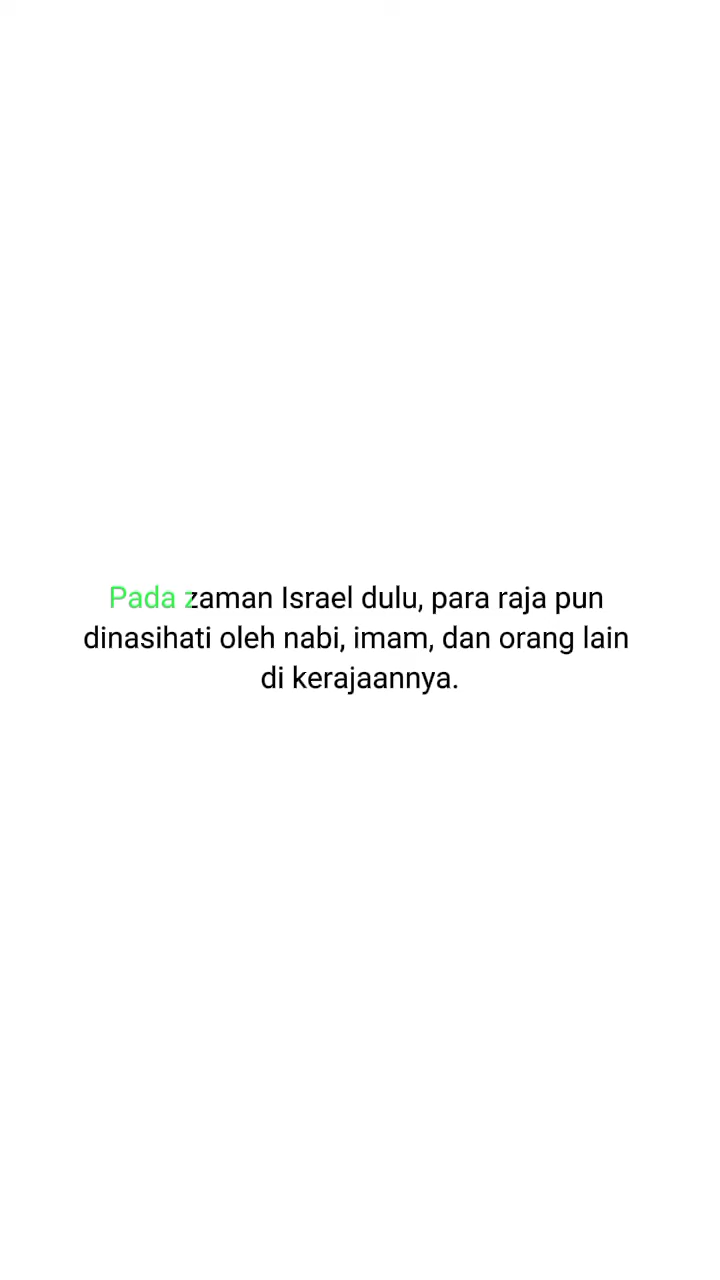 Pada zaman Israel dulu, para raja pun
dinasihati oleh nabi, imam, dan orang lain
di kerajaannya.